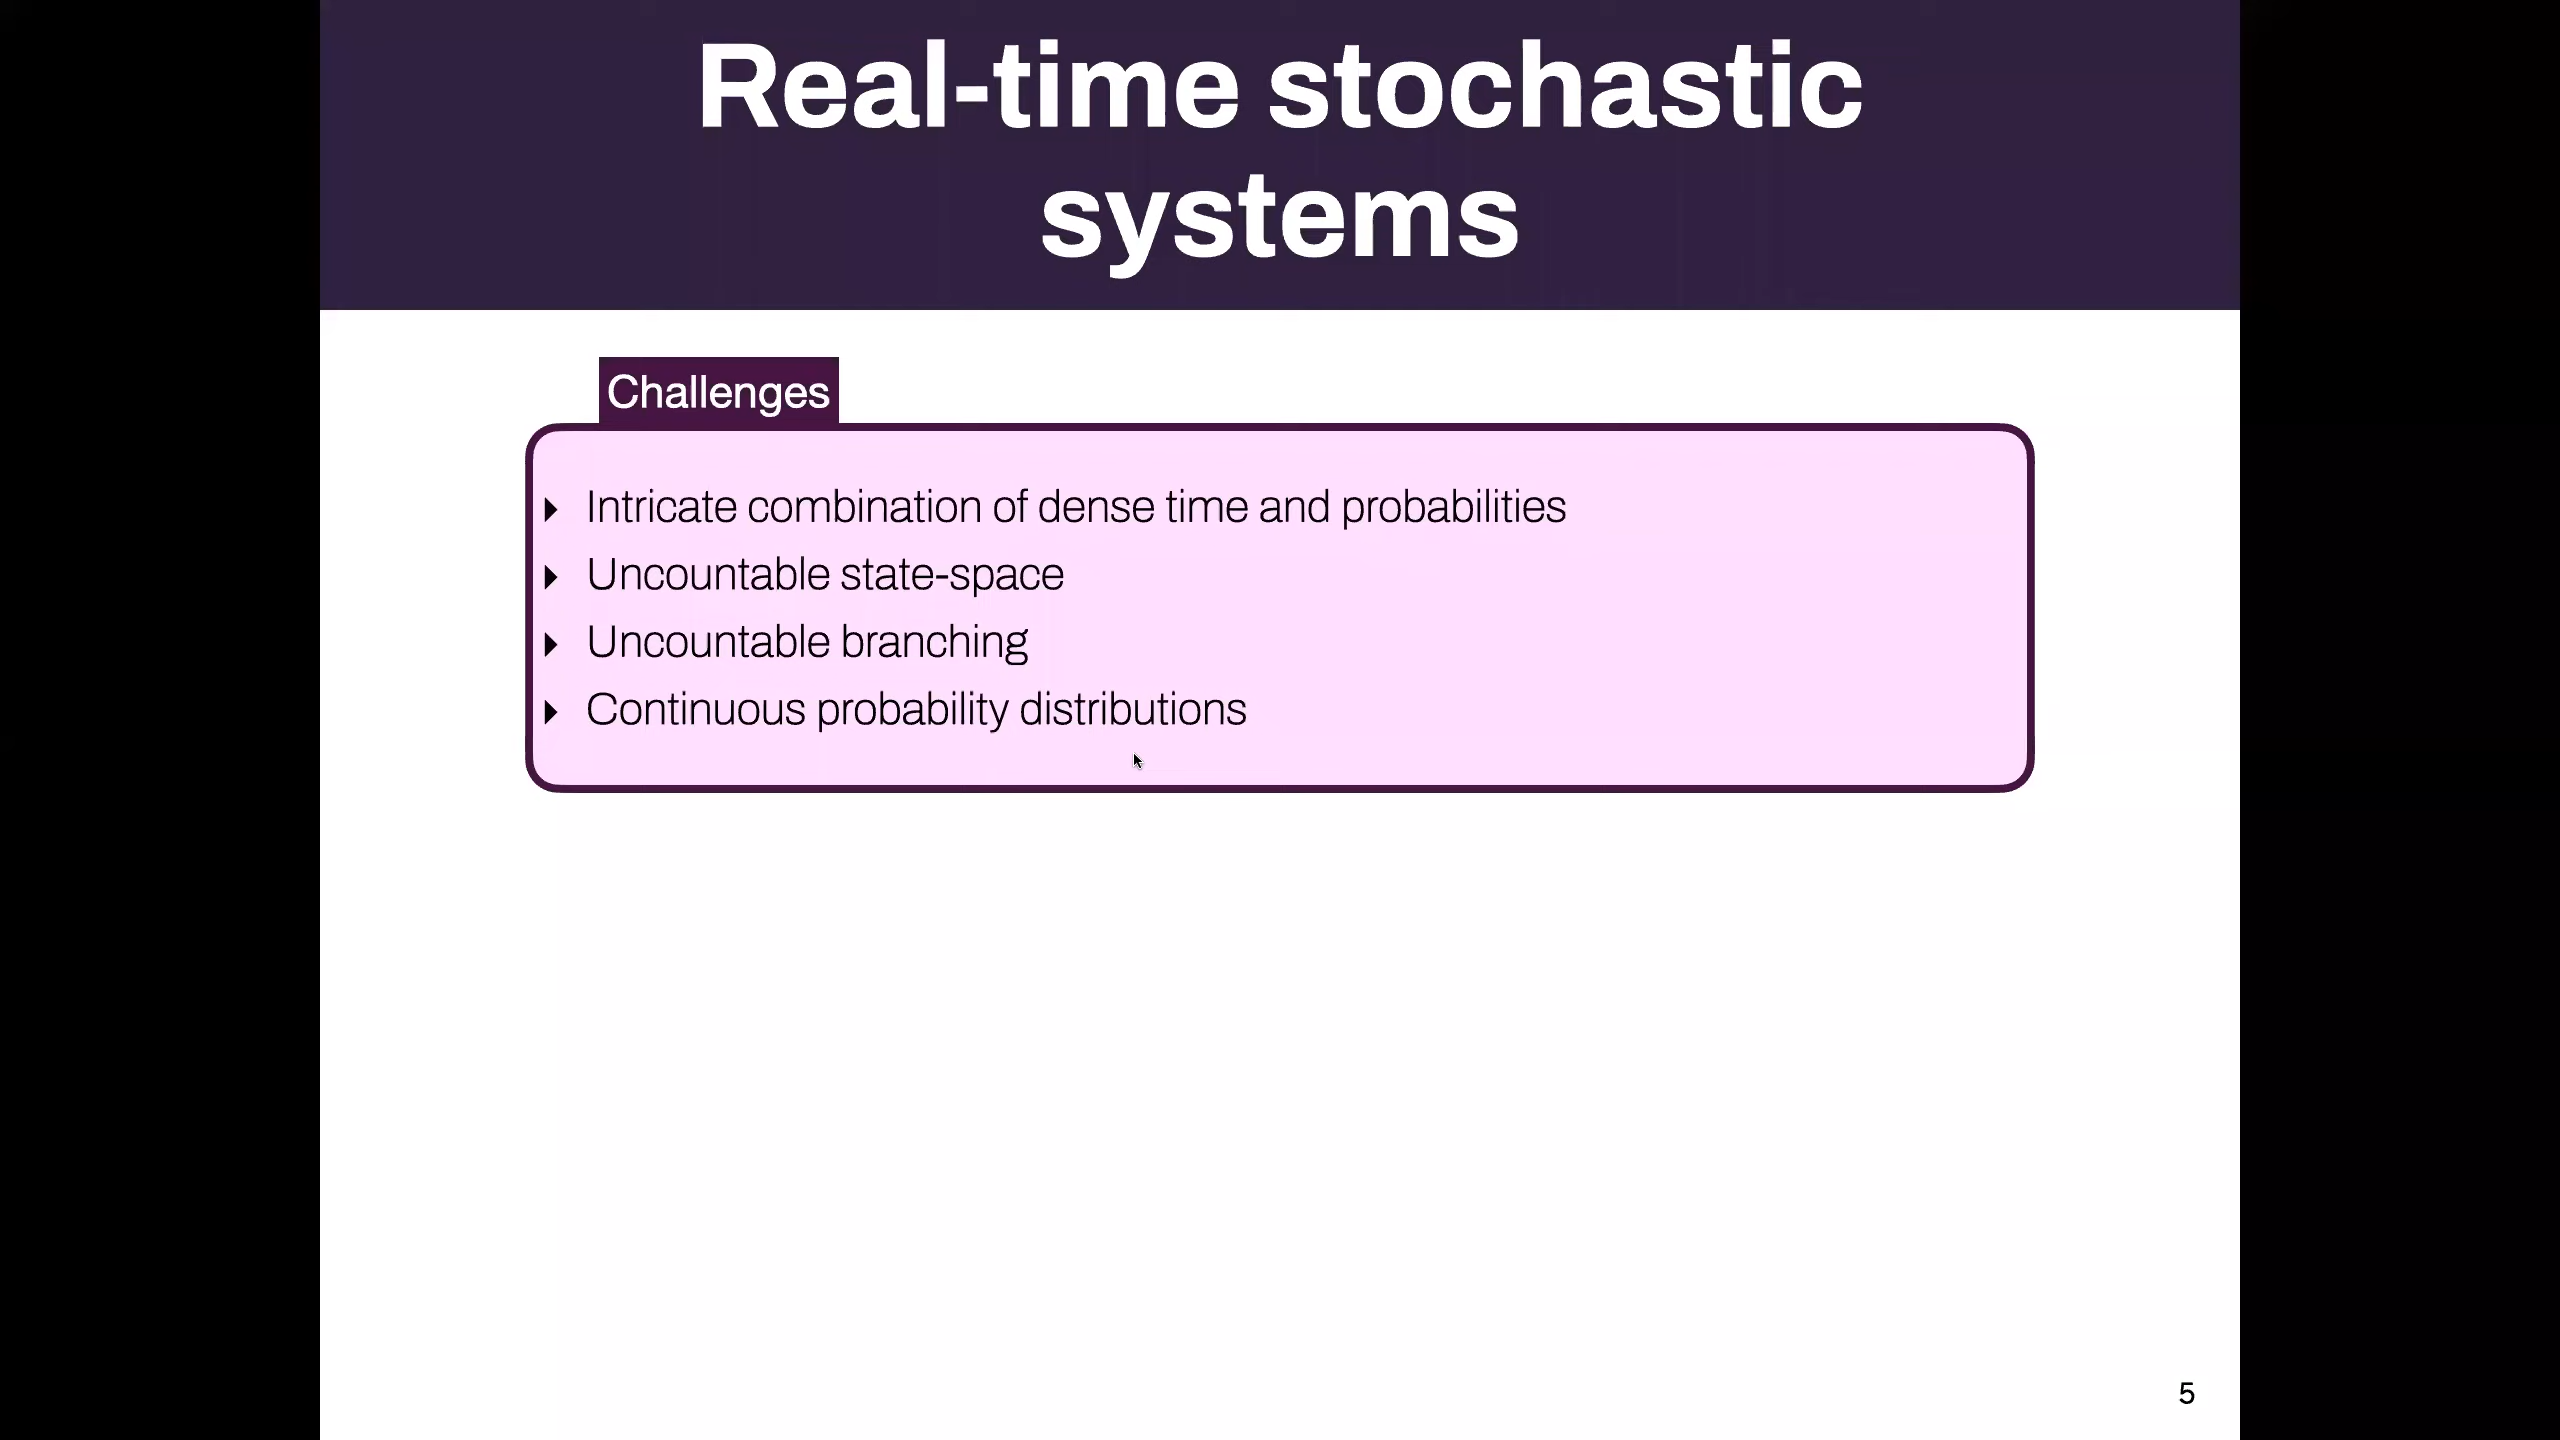 Real-time stochastic
systems
Challenges
Intricate combination of dense time and probabilities
Uncountable state-space
Uncountable branching
Continuous probability distributions
5